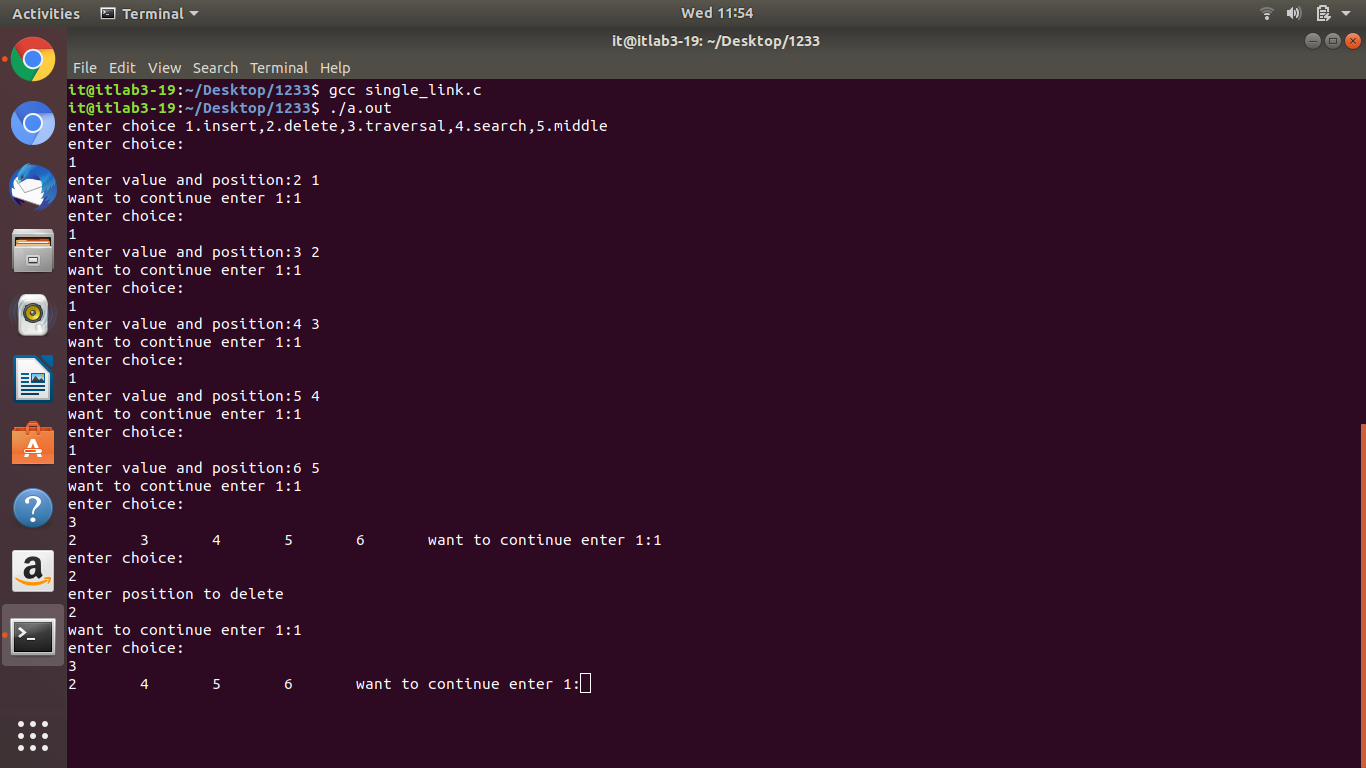 Activities Terminal Wed 11:54
it@itlab3-19: ~/Desktop/1233
File Edit View Search Terminal Help
it@itlab3-19:~/Desktop/1233$ gcc single_link.c
it@itlab3-19:~/Desktop/1233$ ./a.out
enter choice 1.insert,2.delete,3.traversal,4.search,5.middle
enter choice:
1
enter value and position:2 1
want to continue enter 1:1
enter choice:
1
enter value and position:3 2
want to continue enter 1:1
enter choice:
1
enter value and position:4 3
want to continue enter 1:1
enter choice:
1
enter value and position:5 4
want to continue enter 1:1
enter choice:
1
enter value and position:6 5
want to continue enter 1:1
enter choice:
3
2 3 4 5 6 want to continue enter 1:1
enter choice:
2
enter position to delete
2
want to continue enter 1:1
enter choice:
3
2 4 5 6 want to continue enter 1: